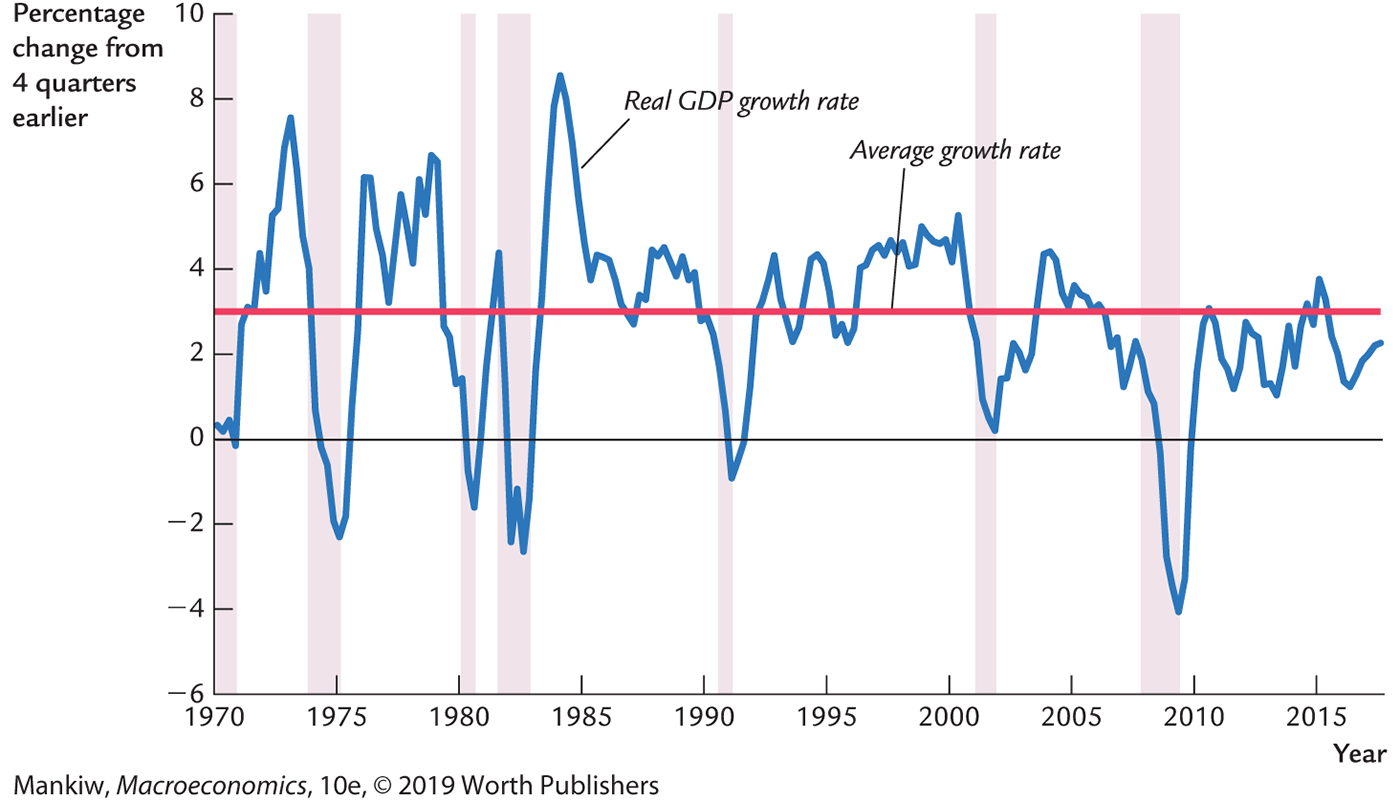 Percentage
change from
4 quarters
earlier
10
8
6
4
2
0
−2
−4
−6
Real GDP growth rate
Average growth rate
1970 1975 1980 1985 1990 1995 2000 2005 2010 2015
Year
Mankiw, Macroeconomics, 10e, © 2019 Worth Publishers